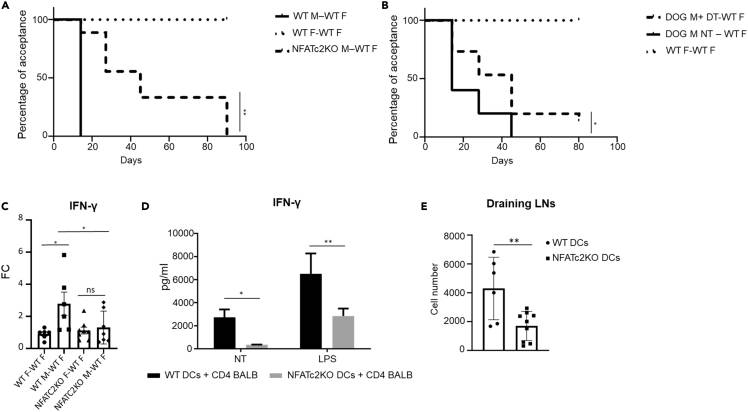 A
Percentage of acceptance
100
50
0
0 20 40 60 80 100
Days
**
WT M–WT F
WT F–WT F
NFATc2KO M–WT F
B
Percentage of acceptance
100
50
0
0 20 40 60 80 100
Days
*
DOG M+ DT-WT F
DOG M NT – WT F
WT F-WT F
C
IFN-γ
FC
8
6
4
2
0
*
*
ns
WT F-WT F
WT M-WT F
NFATC2KO F-WT F
NFATC2KO M-WT F
D
IFN-γ
pg/ml
10000
8000
6000
4000
2000
0
*
**
NT LPS
WT DCs + CD4 BALB
NFATc2KO DCs + CD4 BALB
E
Draining LNs
Cell number
8000
6000
4000
2000
0
**
WT DCs
NFATc2KO DCs